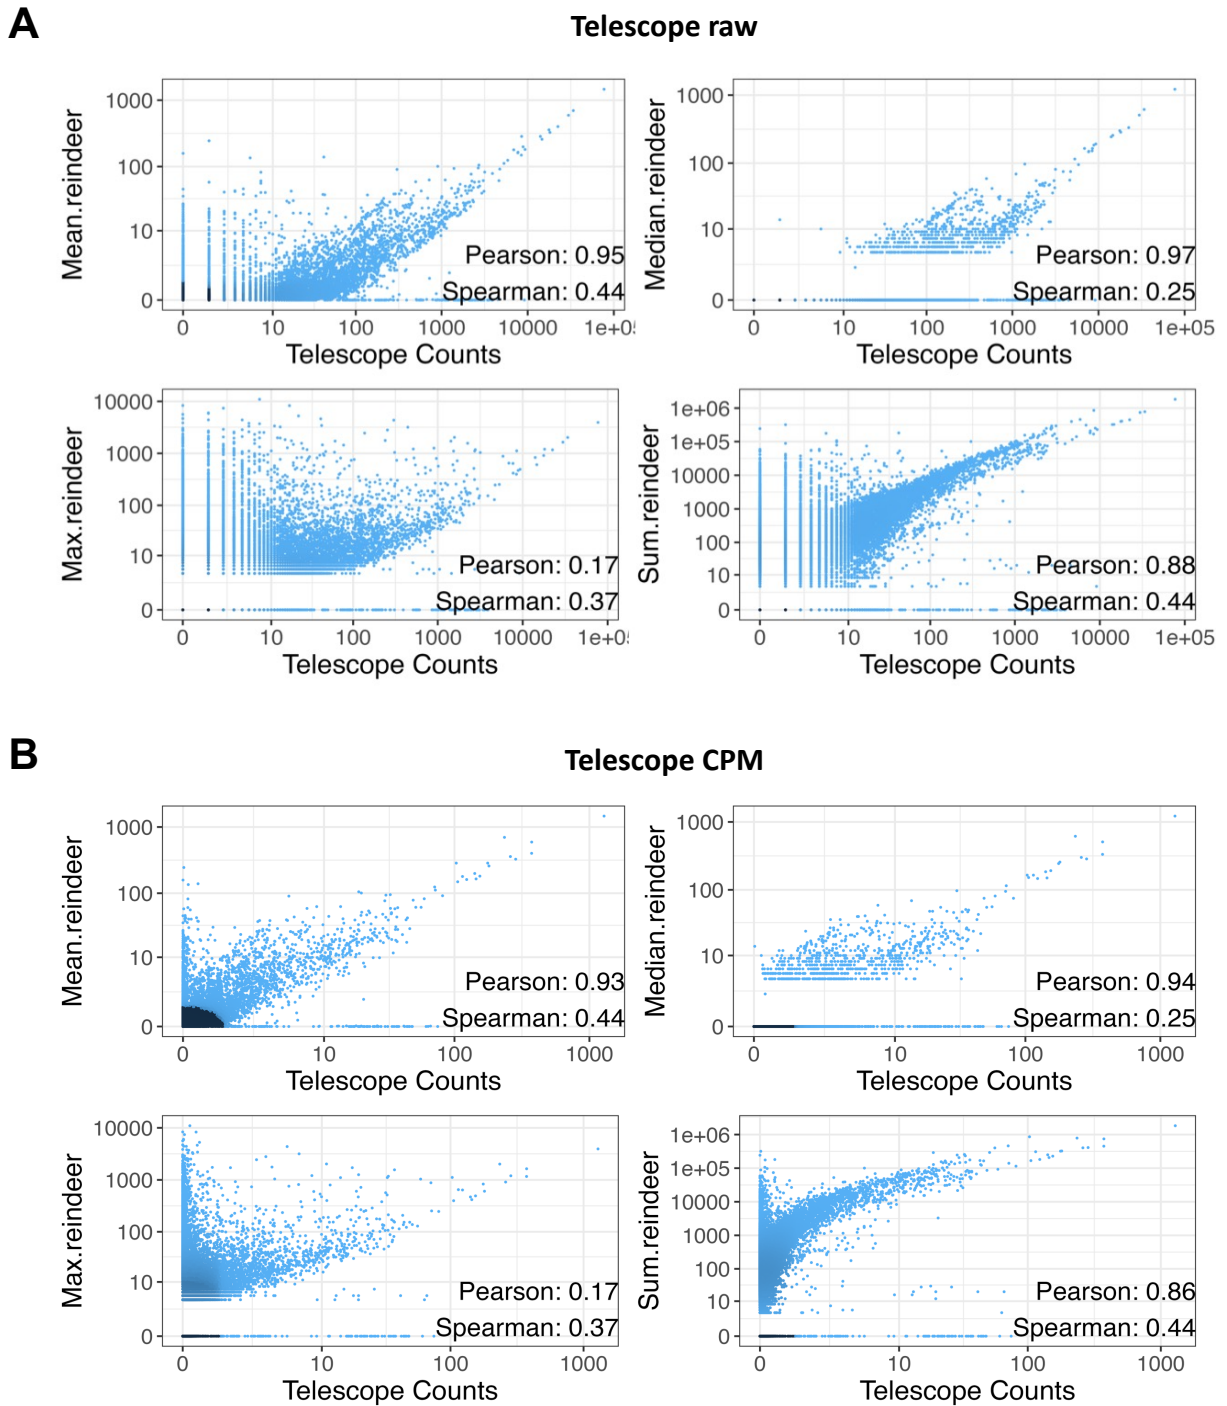 A
Telescope raw
Mean.reindeer
1000
100
10
0
Pearson: 0.95
Spearman: 0.44
0 10 100 1000 10000 1e+05
Telescope Counts
Median.reindeer
1000
100
10
0
Pearson: 0.97
Spearman: 0.25
0 10 100 1000 10000 1e+05
Telescope Counts
Max.reindeer
10000
1000
100
10
0
Pearson: 0.17
Spearman: 0.37
0 10 100 1000 10000 1e+05
Telescope Counts
Sum.reindeer
1e+06
1e+05
10000
1000
100
10
0
Pearson: 0.88
Spearman: 0.44
0 10 100 1000 10000 1e+05
Telescope Counts
B
Telescope CPM
Mean.reindeer
1000
100
10
0
Pearson: 0.93
Spearman: 0.44
0 10 100 1000
Telescope Counts
Median.reindeer
1000
100
10
0
Pearson: 0.94
Spearman: 0.25
0 10 100 1000
Telescope Counts
Max.reindeer
10000
1000
100
10
0
Pearson: 0.17
Spearman: 0.37
0 10 100 1000
Telescope Counts
Sum.reindeer
1e+06
1e+05
10000
1000
100
10
0
Pearson: 0.86
Spearman: 0.44
0 10 100 1000
Telescope Counts